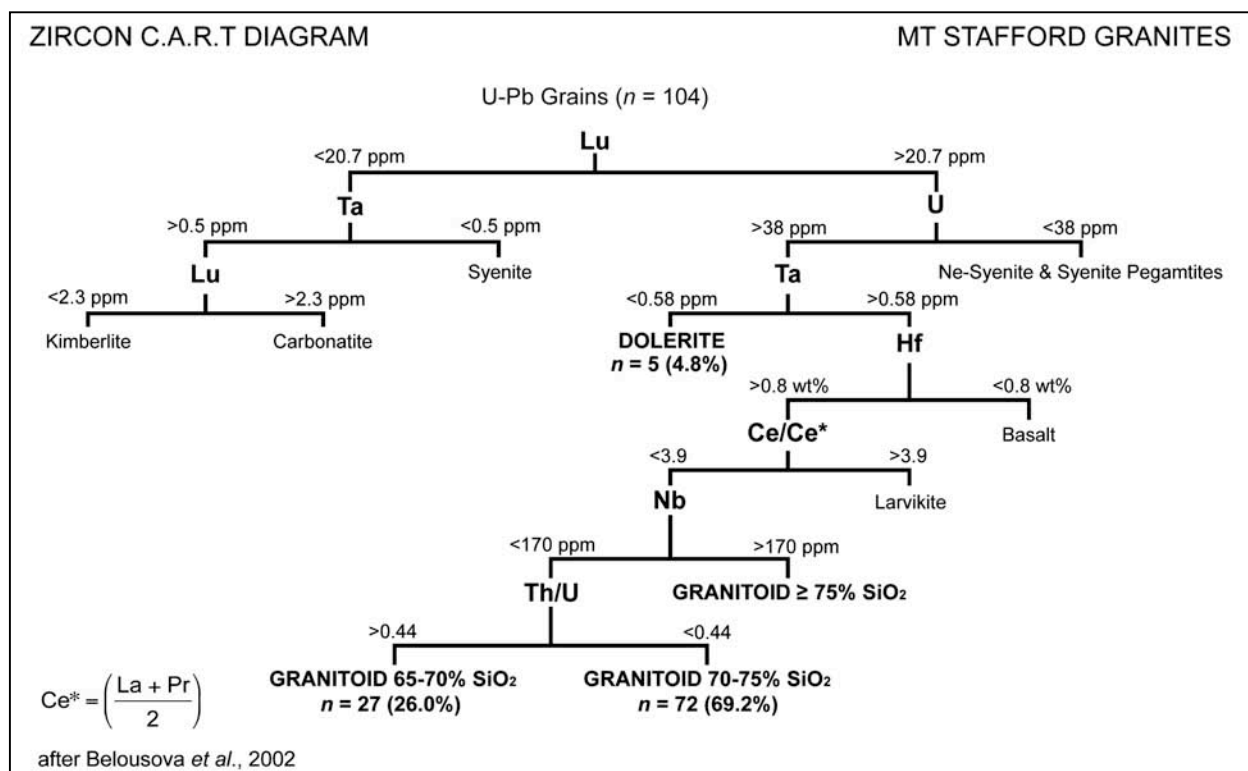 ZIRCON C.A.R.T DIAGRAM
MT STAFFORD GRANITES
U-Pb Grains (n = 104)
Lu
<20.7 ppm
>20.7 ppm
Ta
U
>0.5 ppm
<0.5 ppm
>38 ppm
<38 ppm
Lu
Syenite
Ta
Ne-Syenite & Syenite Pegamtites
<2.3 ppm
>2.3 ppm
<0.58 ppm
>0.58 ppm
Kimberlite
Carbonatite
DOLERITE
n = 5 (4.8%)
Hf
>0.8 wt%
<0.8 wt%
Ce/Ce*
Basalt
<3.9
>3.9
Nb
Larvikite
<170 ppm
>170 ppm
Th/U
GRANITOID ≥ 75% SiO₂
>0.44
<0.44
GRANITOID 65-70% SiO₂
n = 27 (26.0%)
GRANITOID 70-75% SiO₂
n = 72 (69.2%)
Ce* = (La + Pr / 2)
after Belousova et al., 2002